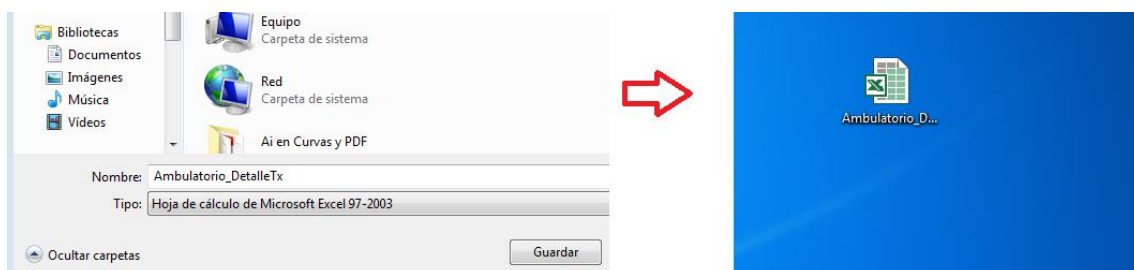 Bibliotecas
Documentos
Imágenes
Música
Vídeos
Equipo
Carpeta de sistema
Red
Carpeta de sistema
Ai en Curvas y PDF
Nombre: Ambulatorio_DetalleTx
Tipo: Hoja de cálculo de Microsoft Excel 97-2003
Ocultar carpetas
Guardar
Ambulatorio_D...